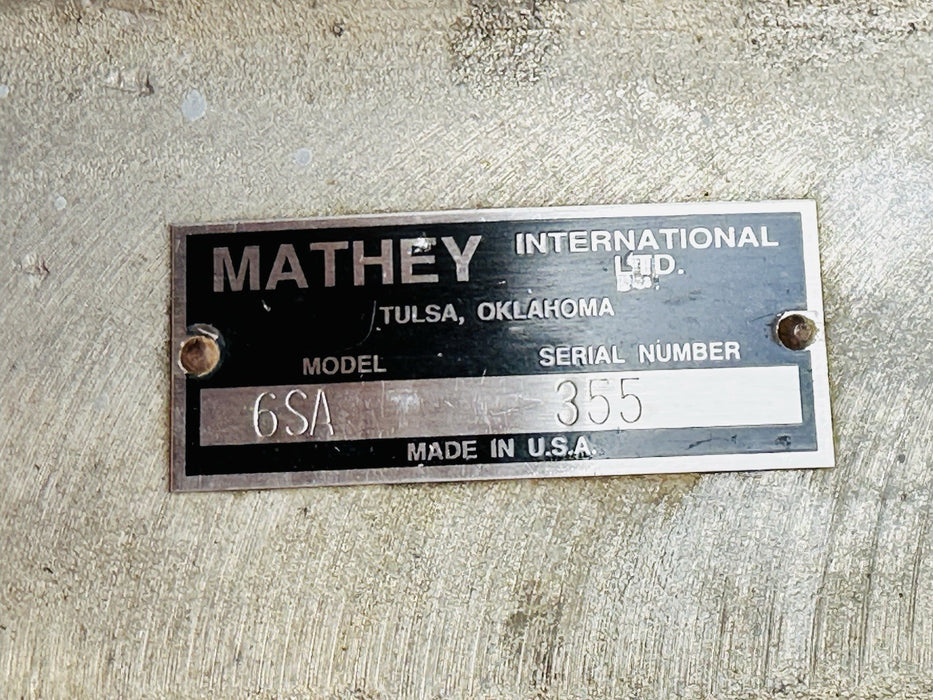 MATHEY INTERNATIONAL
LTD.
TULSA, OKLAHOMA
MODEL SERIAL NUMBER
6SA 355
MADE IN U.S.A.